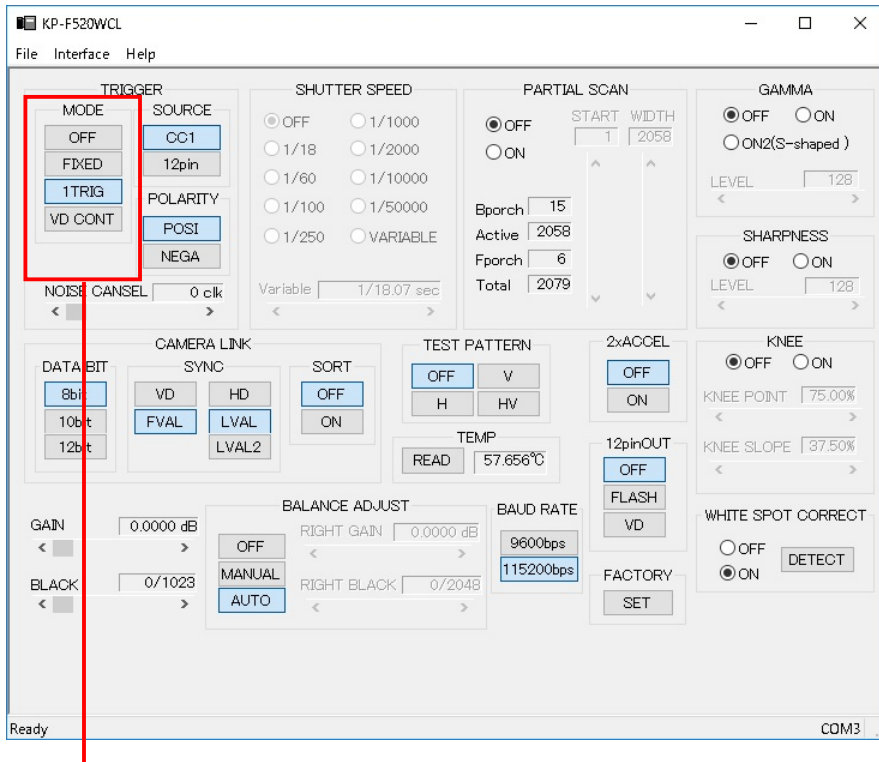 KP-F520WCL
File Interface Help
TRIGGER
MODE
OFF
FIXED
1TRIG
VD CONT
SOURCE
CC1
12pin
POLARITY
POSI
NEGA
NOISE CANSEL 0 clk
SHUTTER SPEED
OFF 1/1000
1/18 1/2000
1/60 1/10000
1/100 1/50000
1/250 VARIABLE
Variable 1/18.07 sec
PARTIAL SCAN
OFF
ON
START WIDTH
1 2058
Bporch 15
Active 2058
Fporch 6
Total 2079
GAMMA
OFF ON
ON2(S-shaped )
LEVEL 128
SHARPNESS
OFF ON
LEVEL 128
CAMERA LINK
DATA BIT
8bit
10bit
12bit
SYNC
VD HD
FVAL LVAL
LVAL2
SORT
OFF
ON
TEST PATTERN
OFF V
H HV
TEMP
READ 57.656℃
2xACCEL
OFF
ON
12pinOUT
OFF
FLASH
VD
KNEE
OFF ON
KNEE POINT 75.00%
KNEE SLOPE 37.50%
GAIN 0.0000 dB
BLACK 0/1023
BALANCE ADJUST
OFF
MANUAL
AUTO
RIGHT GAIN 0.0000 dB
RIGHT BLACK 0/2048
BAUD RATE
9600bps
115200bps
FACTORY
SET
WHITE SPOT CORRECT
OFF
ON
DETECT
Ready COM3